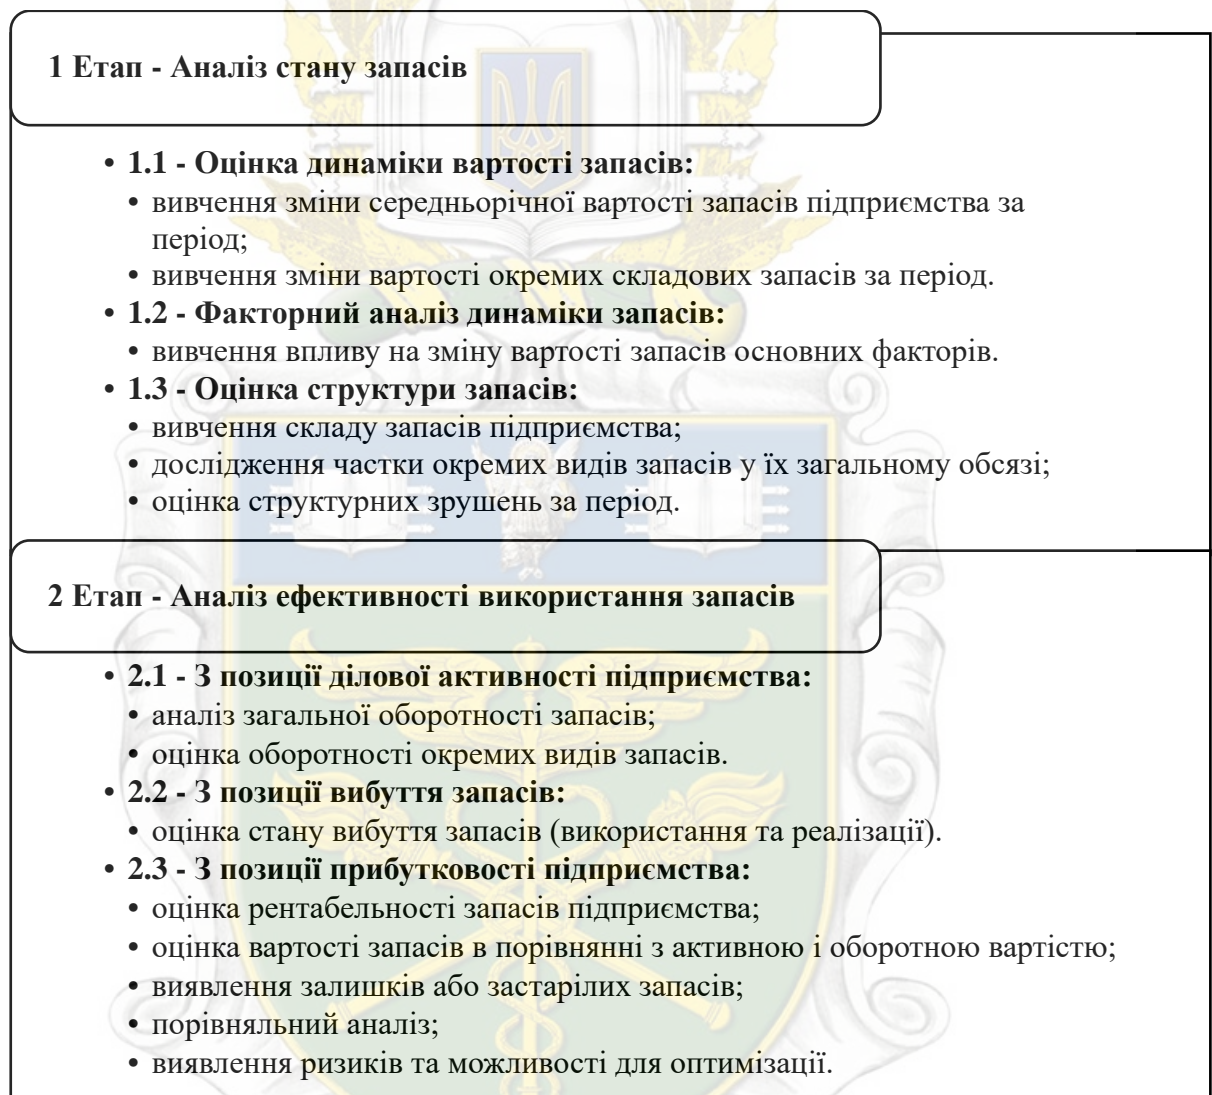 1 Етап - Аналіз стану запасів
• 1.1 - Оцінка динаміки вартості запасів:
• вивчення зміни середньорічної вартості запасів підприємства за
період;
• вивчення зміни вартості окремих складових запасів за період.
• 1.2 - Факторний аналіз динаміки запасів:
• вивчення впливу на зміну вартості запасів основних факторів.
• 1.3 - Оцінка структури запасів:
• вивчення складу запасів підприємства;
• дослідження частки окремих видів запасів у їх загальному обсязі;
• оцінка структурних зрушень за період.
2 Етап - Аналіз ефективності використання запасів
• 2.1 - З позиції ділової активності підприємства:
• аналіз загальної оборотності запасів;
• оцінка оборотності окремих видів запасів.
• 2.2 - З позиції вибуття запасів:
• оцінка стану вибуття запасів (використання та реалізації).
• 2.3 - З позиції прибутковості підприємства:
• оцінка рентабельності запасів підприємства;
• оцінка вартості запасів в порівнянні з активною і оборотною вартістю;
• виявлення залишків або застарілих запасів;
• порівняльний аналіз;
• виявлення ризиків та можливості для оптимізації.